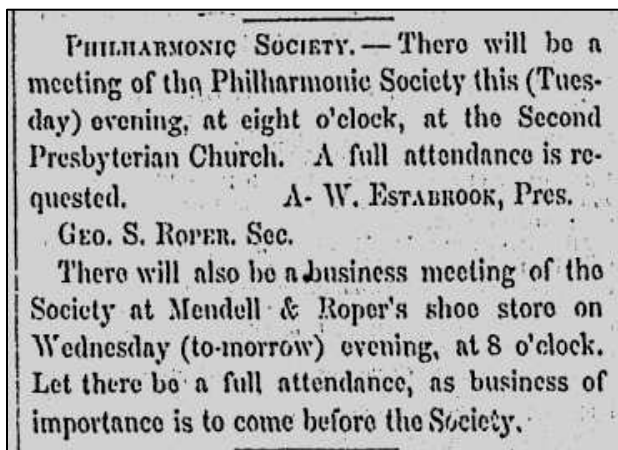 PHILHARMONIC SOCIETY.—There will be a
meeting of the Philharmonic Society this (Tues-
day) evening, at eight o'clock, at the Second
Presbyterian Church. A full attendance is re-
quested. A. W. ESTABROOK, Pres.
GEO. S. ROPER. Sec.
There will also be a business meeting of the
Society at Mendell & Roper's shoe store on
Wednesday (to-morrow) evening, at 8 o'clock.
Let there be a full attendance, as business of
importance is to come before the Society.